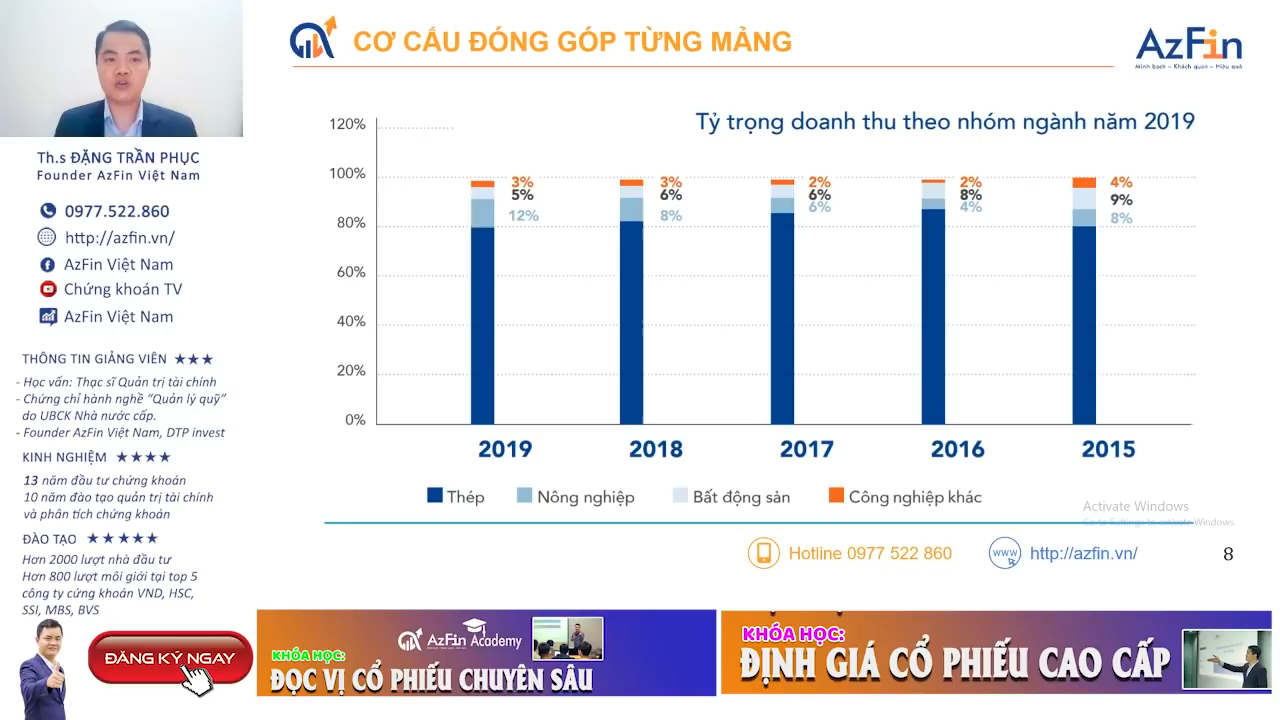 CƠ CẤU ĐÓNG GÓP TỪNG MẢNG
AzFin
Minh bạch – Khách quan – Hiệu quả
Th.s ĐẶNG TRẦN PHỤC
Founder AzFin Việt Nam
0977.522.860
http://azfin.vn/
AzFin Việt Nam
Chứng khoán TV
AzFin Việt Nam
THÔNG TIN GIẢNG VIÊN ★★★
- Học vấn: Thạc sĩ Quản trị tài chính
- Chứng chỉ hành nghề “Quản lý quỹ”
do UBCK Nhà nước cấp.
- Founder AzFin Việt Nam, DTP invest
KINH NGHIỆM ★★★★
13 năm đầu tư chứng khoán
10 năm đào tạo quản trị tài chính
và phân tích chứng khoán
ĐÀO TẠO ★★★★★
Hơn 2000 lượt nhà đầu tư
Hơn 800 lượt môi giới tại top 5
công ty cứng khoán VND, HSC,
SSI, MBS, BVS
ĐĂNG KÝ NGAY
Tỷ trọng doanh thu theo nhóm ngành năm 2019
120%
100%
80%
60%
40%
20%
0%
3%
5%
12%
3%
6%
8%
2%
6%
6%
2%
8%
4%
4%
9%
8%
2019 2018 2017 2016 2015
Thép Nông nghiệp Bất động sản Công nghiệp khác
Activate Windows
Go to Settings to activate Windows.
Hotline 0977 522 860
www
http://azfin.vn/
8
AzFin Academy
KHÓA HỌC:
ĐỌC VỊ CỔ PHIẾU CHUYÊN SÂU
KHÓA HỌC:
ĐỊNH GIÁ CỔ PHIẾU CAO CẤP